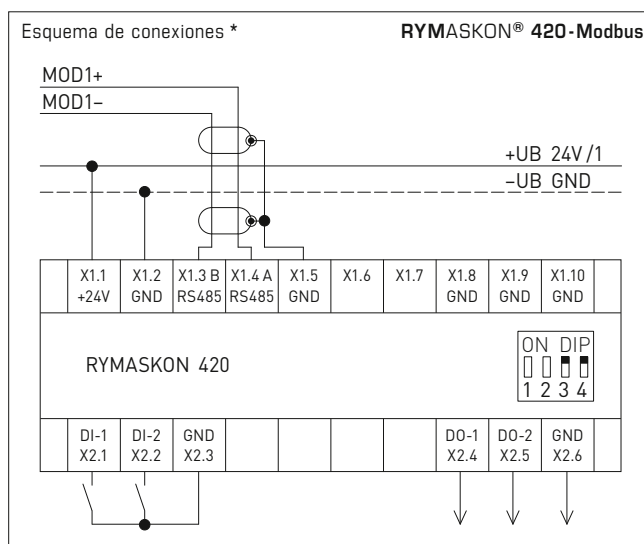 Esquema de conexiones *
RYMASKON® 420-Modbus
MOD1+
MOD1–
+UB 24V/1
–UB GND
X1.1 X1.2 X1.3 B X1.4 A X1.5 X1.6 X1.7 X1.8 X1.9 X1.10
+24V GND RS485 RS485 GND GND GND GND
RYMASKON 420
ON DIP
1 2 3 4
DI-1 DI-2 GND DO-1 DO-2 GND
X2.1 X2.2 X2.3 X2.4 X2.5 X2.6